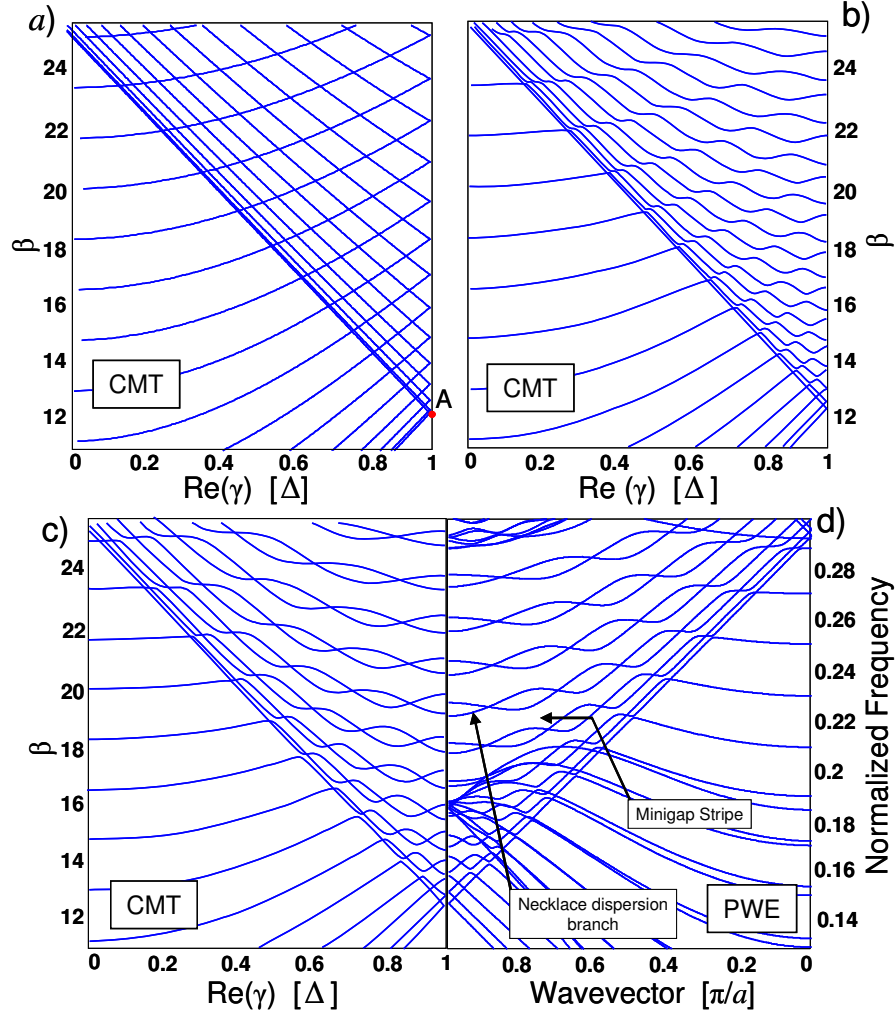 a)
24
22
20
18
16
14
12
β
CMT
A
0
0.2
0.4
0.6
0.8
1
Re(γ) [Δ]
b)
24
22
20
18
16
14
12
β
CMT
0
0.2
0.4
0.6
0.8
1
Re (γ) [Δ]
c)
24
22
20
18
16
14
12
β
CMT
0
0.2
0.4
0.6
0.8
1
Re(γ) [Δ]
d)
0.28
0.26
0.24
0.22
0.2
0.18
0.16
0.14
Normalized Frequency
Minigap Stripe
Necklace dispersion
branch
PWE
0.8
0.6
0.4
0.2
0
Wavevector [π/a]